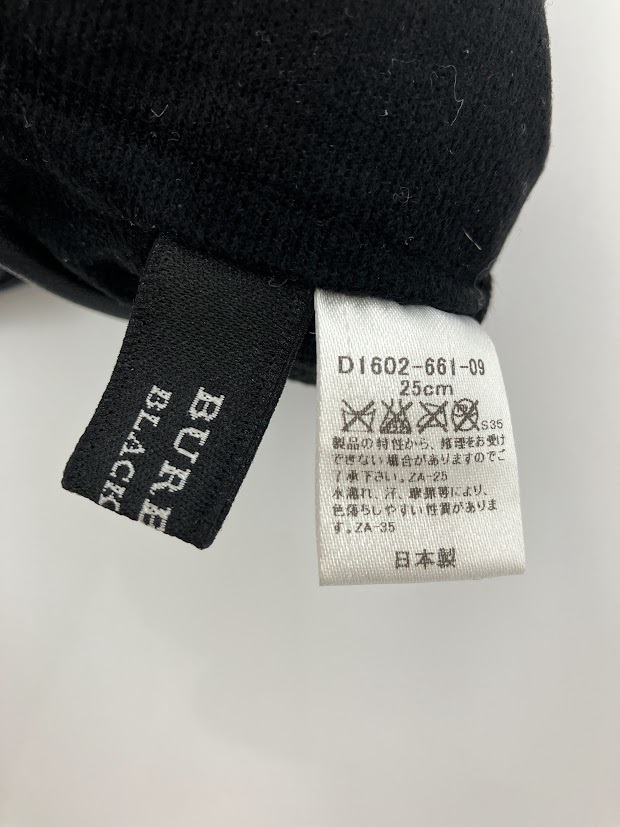 BURB
BLACK
D1602-661-09
25cm
S35
製品の特性から、修理をお受け
できない場合がありますのでご
了承下さい。ZA-25
水濡れ、汗、摩擦等により、
色落ちしやすい性質がありま
す。ZA-35
日本製